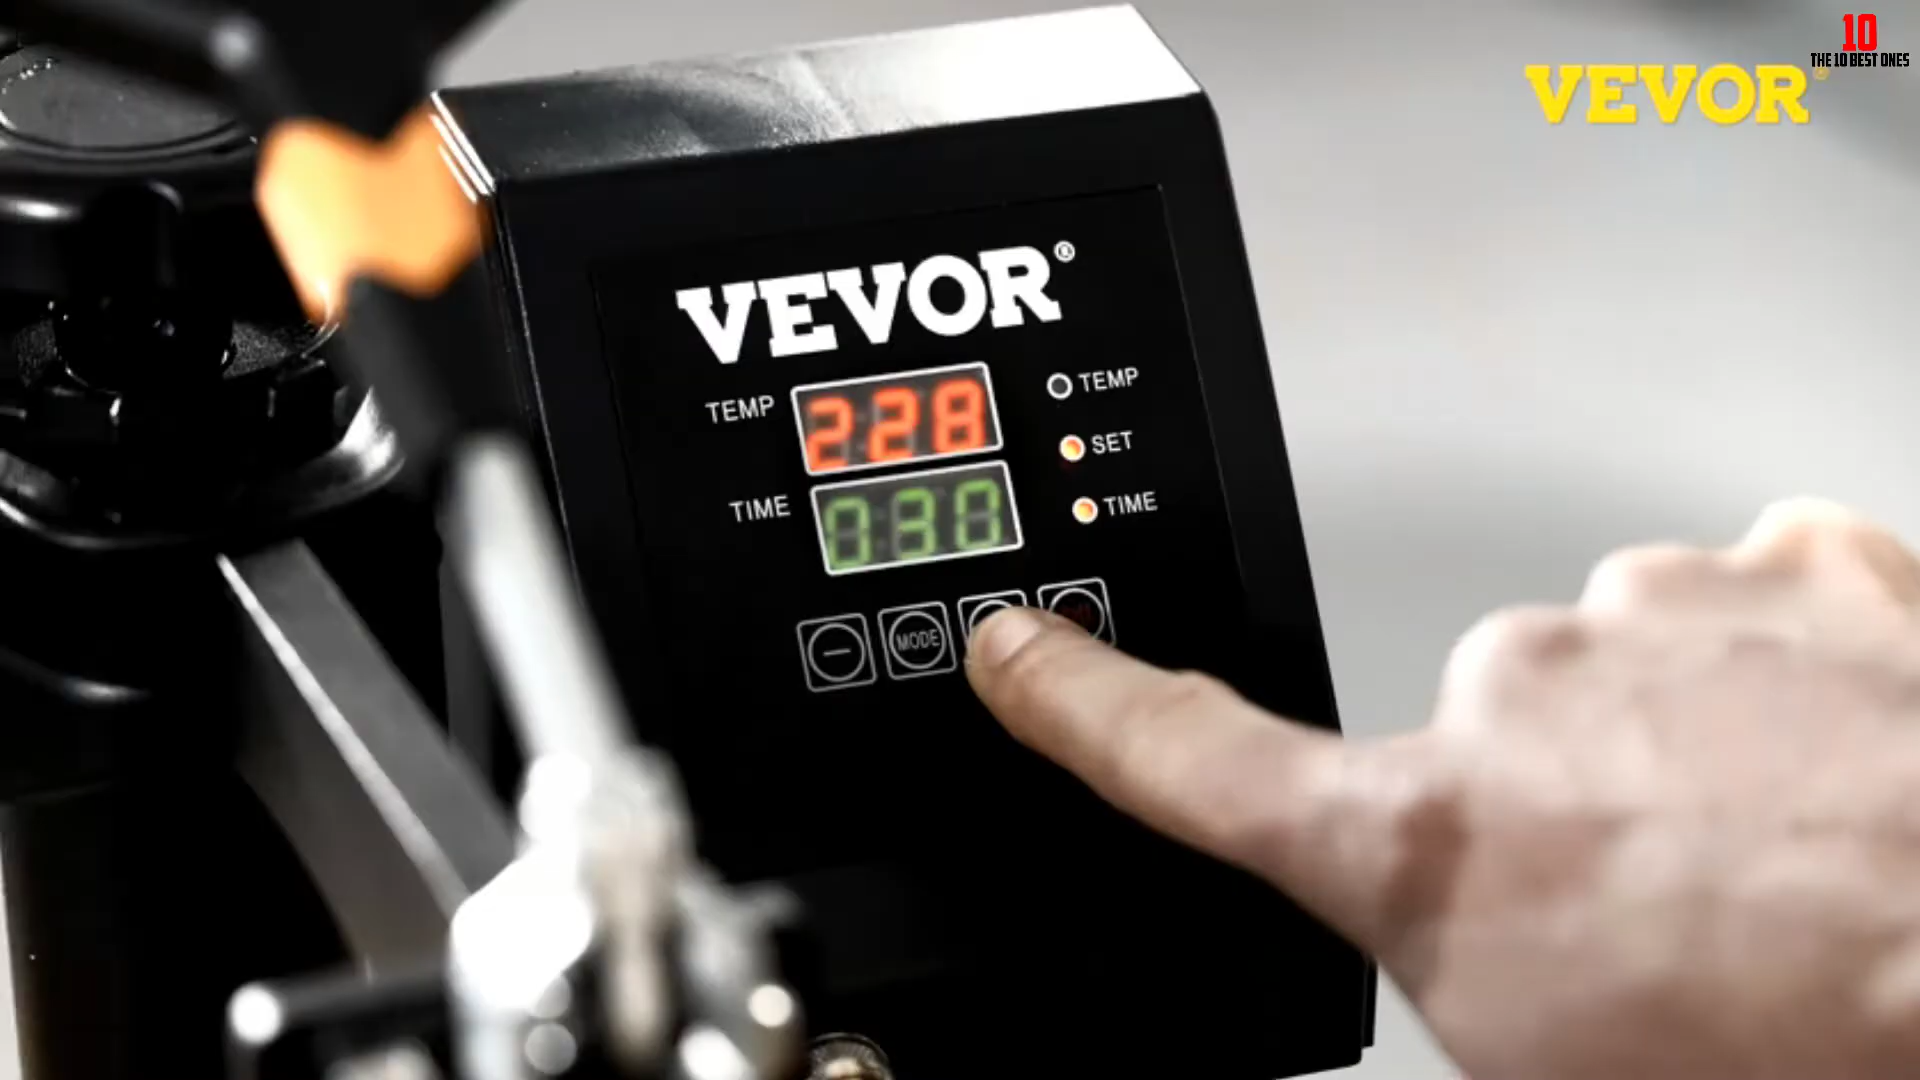 10
THE 10 BEST ONES
VEVOR®
VEVOR®
TEMP 228
TIME 030
TEMP
SET
TIME
MODE